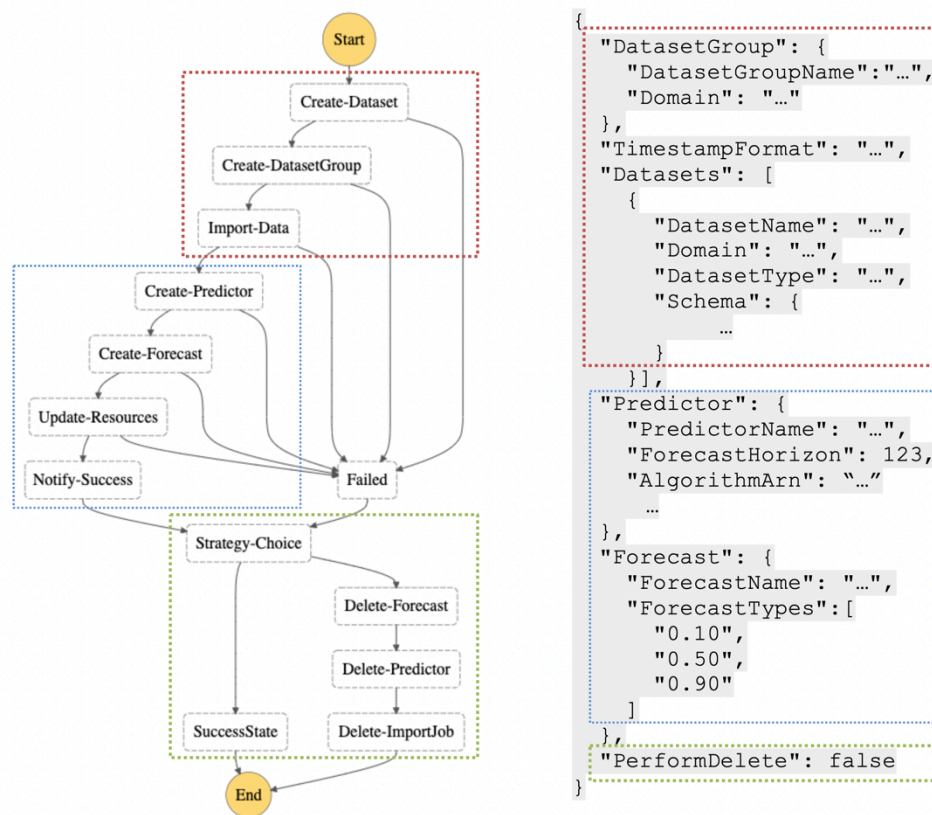 Start
Create-Dataset
Create-DatasetGroup
Import-Data
Create-Predictor
Create-Forecast
Update-Resources
Notify-Success
Failed
Strategy-Choice
Delete-Forecast
Delete-Predictor
SuccessState
Delete-ImportJob
End
{
"DatasetGroup": {
"DatasetGroupName":"…",
"Domain": "…"
},
"TimestampFormat": "…",
"Datasets": [
{
"DatasetName": "…",
"Domain": "…",
"DatasetType": "…",
"Schema": {
…
}
}],
"Predictor": {
"PredictorName": "…",
"ForecastHorizon": 123,
"AlgorithmArn": “…”
…
},
"Forecast": {
"ForecastName": "…",
"ForecastTypes":[
"0.10",
"0.50",
"0.90"
]
},
"PerformDelete": false
}